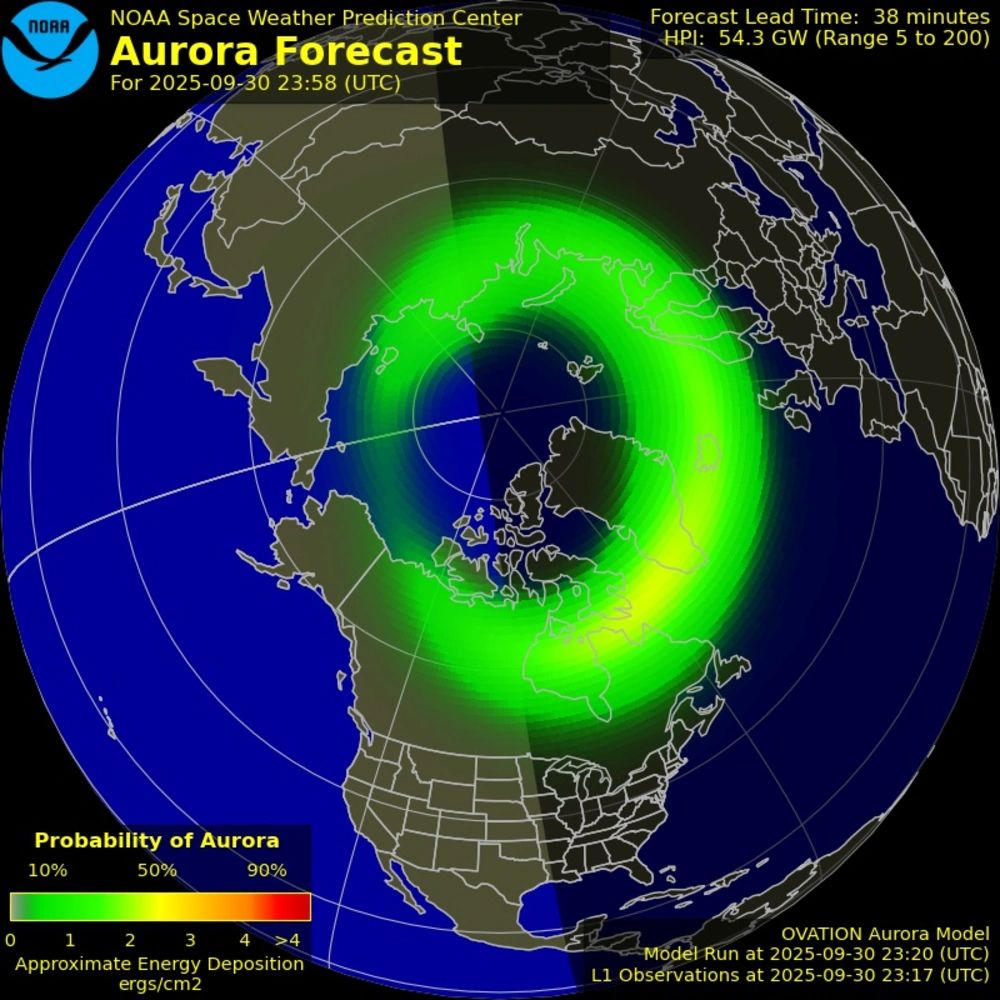 NOAA
NOAA Space Weather Prediction Center
Aurora Forecast
For 2025-09-30 23:58 (UTC)
Forecast Lead Time: 38 minutes
HPI: 54.3 GW (Range 5 to 200)
Probability of Aurora
10% 50% 90%
0 1 2 3 4 >4
Approximate Energy Deposition
ergs/cm2
OVATION Aurora Model
Model Run at 2025-09-30 23:20 (UTC)
L1 Observations at 2025-09-30 23:17 (UTC)